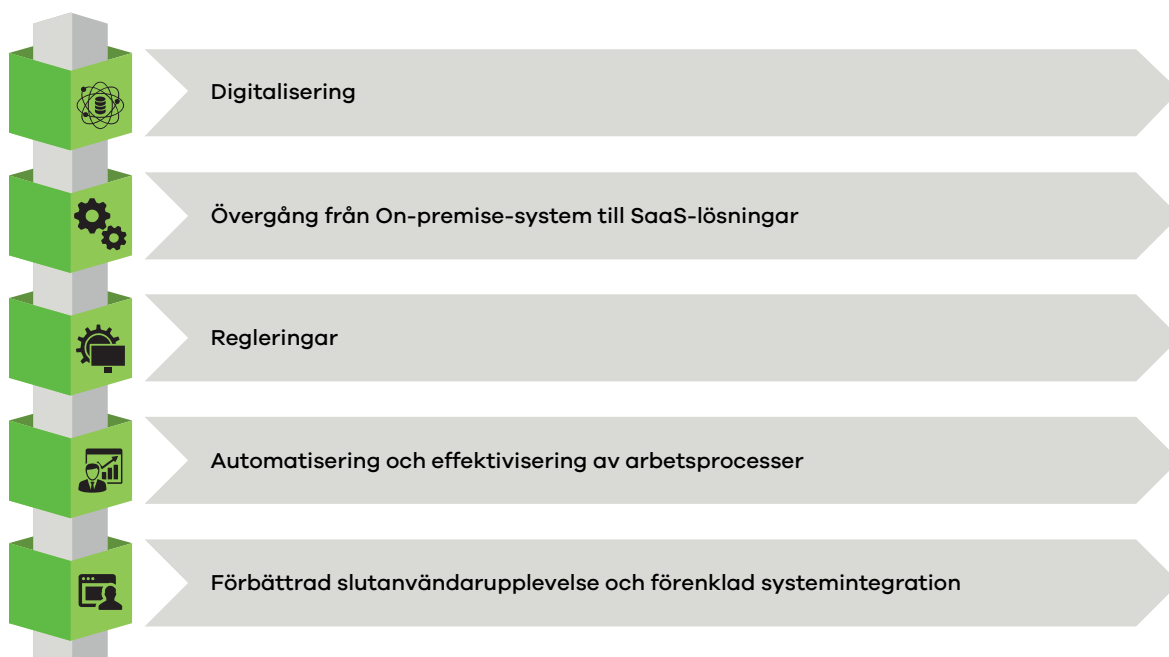 Digitalisering
Övergång från On-premise-system till SaaS-lösningar
Regleringar
Automatisering och effektivisering av arbetsprocesser
Förbättrad slutanvändarupplevelse och förenklad systemintegration